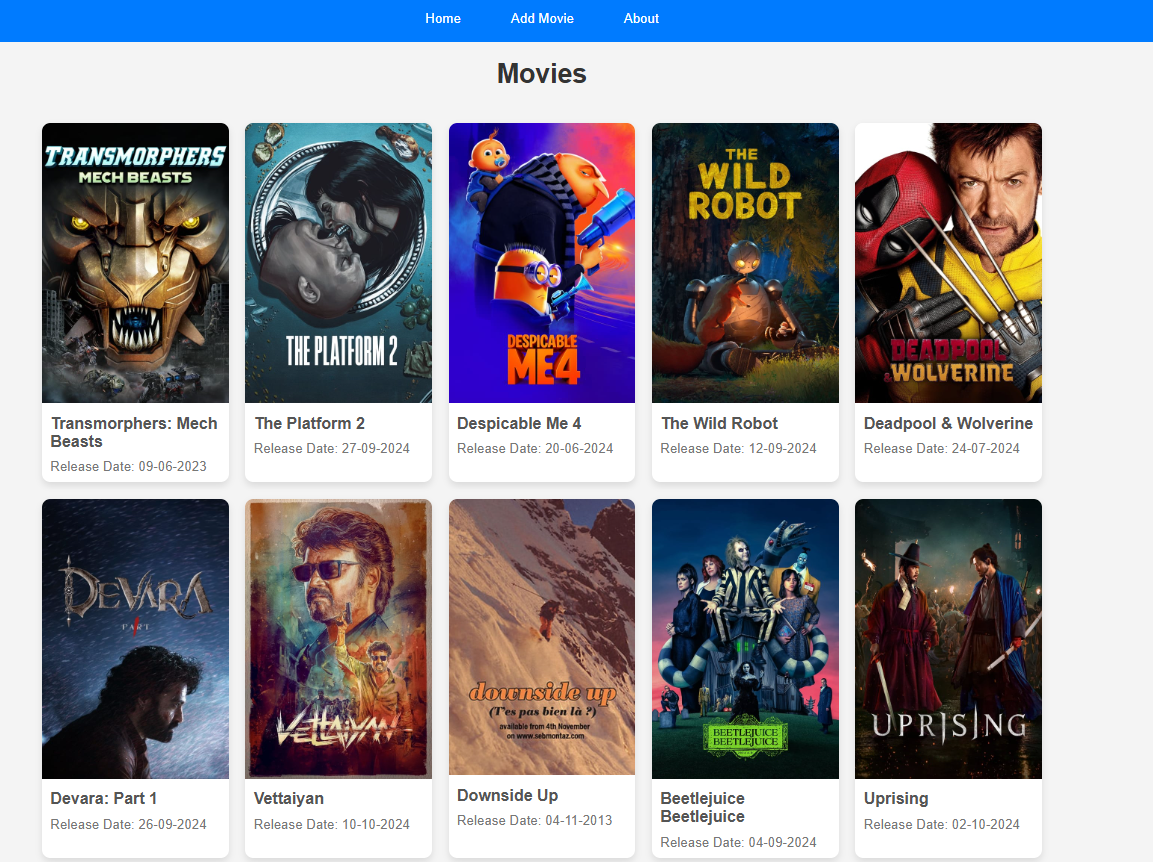 Home Add Movie About
Movies
TRANSMORPHERS
MECH BEASTS
THE PLATFORM 2
DESPICABLE
ME4
THE
WILD
ROBOT
DEADPOOL
& WOLVERINE
Transmorphers: Mech
Beasts
Release Date: 09-06-2023
The Platform 2
Release Date: 27-09-2024
Despicable Me 4
Release Date: 20-06-2024
The Wild Robot
Release Date: 12-09-2024
Deadpool & Wolverine
Release Date: 24-07-2024
DEVARA
PART 1
VETTAIYAN
downside up
(T'es pas bien là ?)
available from 4th November
on www.sebmontaz.com
BEETLEJUICE
BEETLEJUICE
UPRISING
Devara: Part 1
Release Date: 26-09-2024
Vettaiyan
Release Date: 10-10-2024
Downside Up
Release Date: 04-11-2013
Beetlejuice
Beetlejuice
Release Date: 04-09-2024
Uprising
Release Date: 02-10-2024